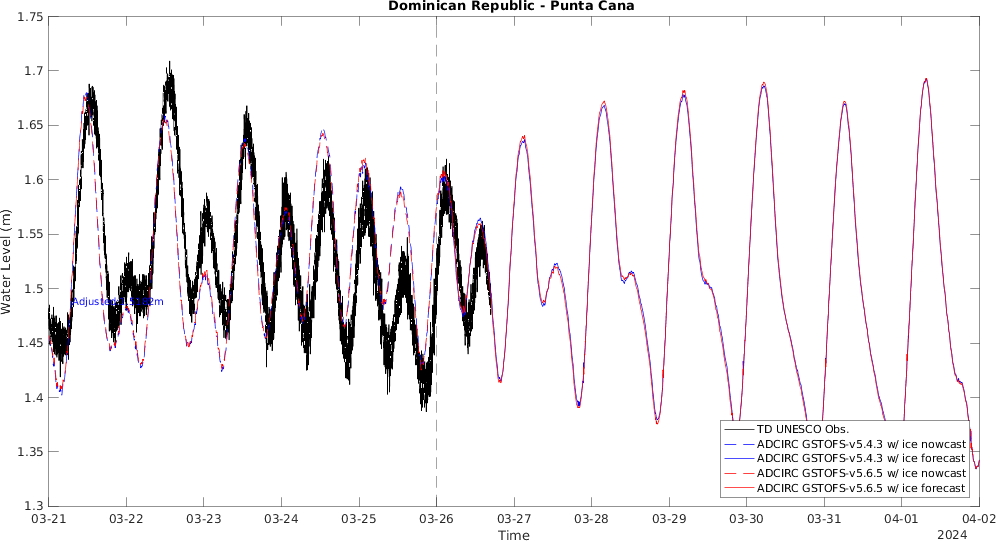 Dominican Republic - Punta Cana
1.75
1.7
1.65
1.6
1.55
1.5
1.45
1.4
1.35
1.3
Water Level (m)
Adjusted
TD UNESCO Obs.
ADCIRC GSTOFS-v5.4.3 w/ ice nowcast
ADCIRC GSTOFS-v5.4.3 w/ ice forecast
ADCIRC GSTOFS-v5.6.5 w/ ice nowcast
ADCIRC GSTOFS-v5.6.5 w/ ice forecast
03-21 03-22 03-23 03-24 03-25 03-26 03-27 03-28 03-29 03-30 03-31 04-01 04-02
Time
2024